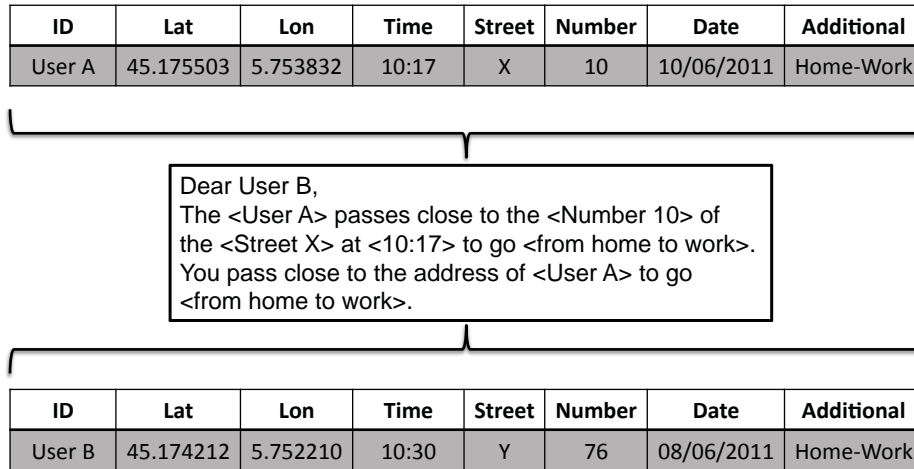 ID Lat Lon Time Street Number Date Additional
User A 45.175503 5.753832 10:17 X 10 10/06/2011 Home-Work
Dear User B,
The <User A> passes close to the <Number 10> of
the <Street X> at <10:17> to go <from home to work>.
You pass close to the address of <User A> to go
<from home to work>.
ID Lat Lon Time Street Number Date Additional
User B 45.174212 5.752210 10:30 Y 76 08/06/2011 Home-Work